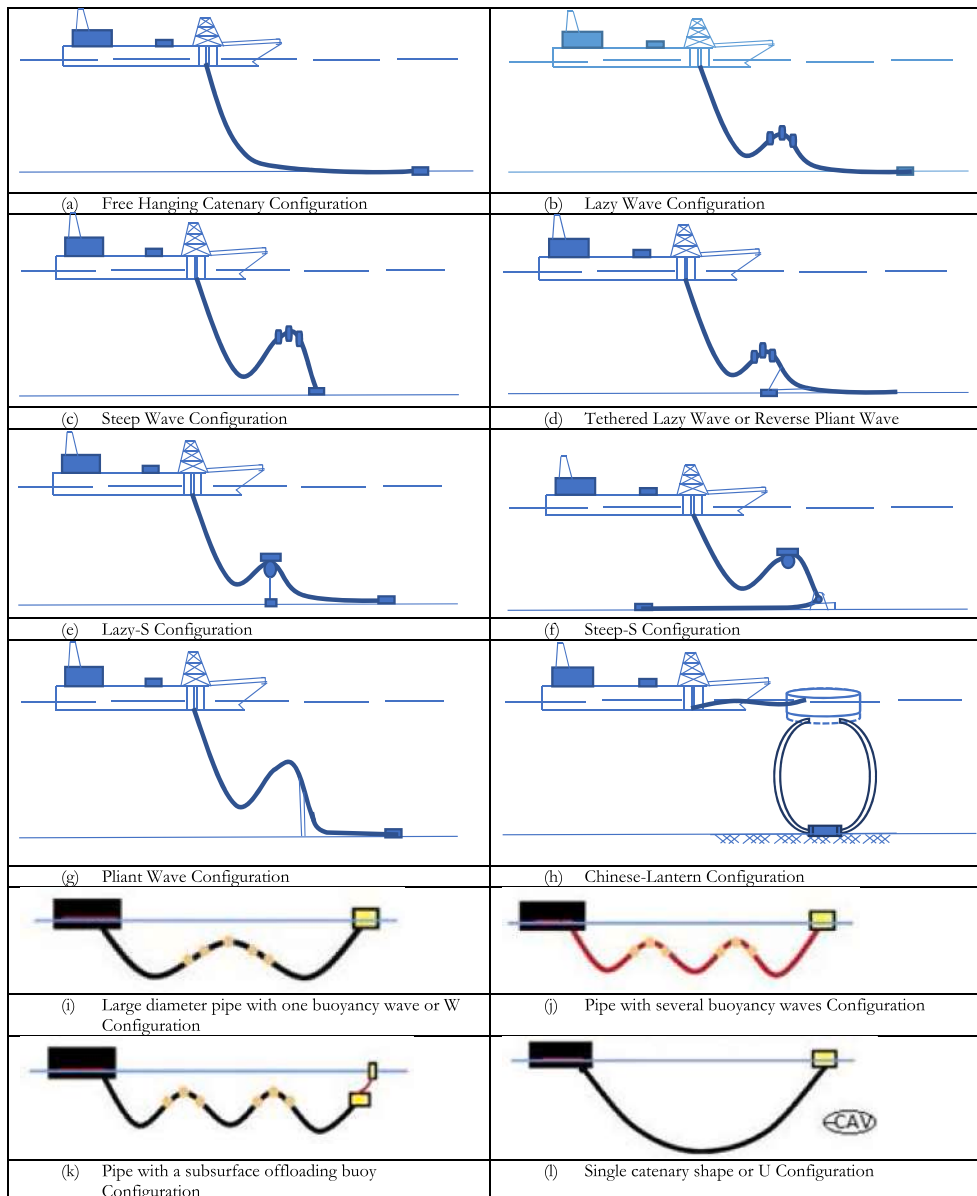 (a) Free Hanging Catenary Configuration
(b) Lazy Wave Configuration
(c) Steep Wave Configuration
(d) Tethered Lazy Wave or Reverse Pliant Wave
(e) Lazy-S Configuration
(f) Steep-S Configuration
(g) Pliant Wave Configuration
(h) Chinese-Lantern Configuration
(i) Large diameter pipe with one buoyancy wave or W
Configuration
(j) Pipe with several buoyancy waves Configuration
(k) Pipe with a subsurface offloading buoy
Configuration
CAV
(l) Single catenary shape or U Configuration